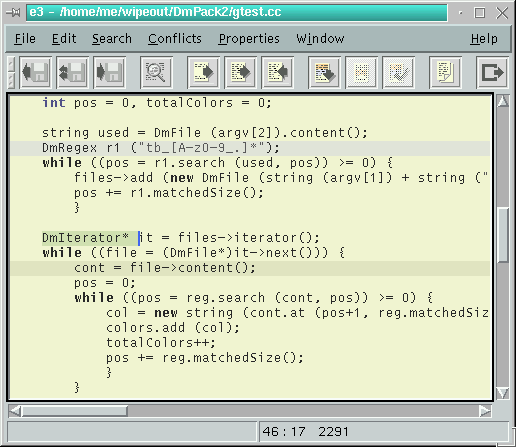 e3 - /home/me/wipeout/DmPack2/gtest.cc
File Edit Search Conflicts Properties Window Help
int pos = 0, totalColors = 0;
string used = DmFile (argv[2]).content();
DmRegex r1 ("tb_[A-z0-9_.]*");
while ((pos = r1.search (used, pos)) >= 0) {
files->add (new DmFile (string (argv[1]) + string ("
pos += r1.matchedSize();
}
DmIterator* it = files->iterator();
while ((file = (DmFile*)it->next())) {
cont = file->content();
pos = 0;
while ((pos = reg.search (cont, pos)) >= 0) {
col = new string (cont.at (pos+1, reg.matchedSiz
colors.add (col);
totalColors++;
pos += reg.matchedSize();
}
}
46:17 2291